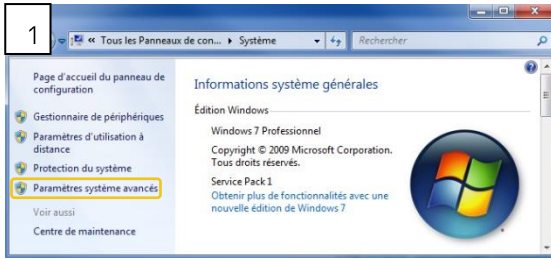 1
« Tous les Panneaux de con... ▸ Système
Rechercher
Page d'accueil du panneau de
configuration
Gestionnaire de périphériques
Paramètres d'utilisation à
distance
Protection du système
Paramètres système avancés
Voir aussi
Centre de maintenance
Informations système générales
Édition Windows
Windows 7 Professionnel
Copyright © 2009 Microsoft Corporation.
Tous droits réservés.
Service Pack 1
Obtenir plus de fonctionnalités avec une
nouvelle édition de Windows 7